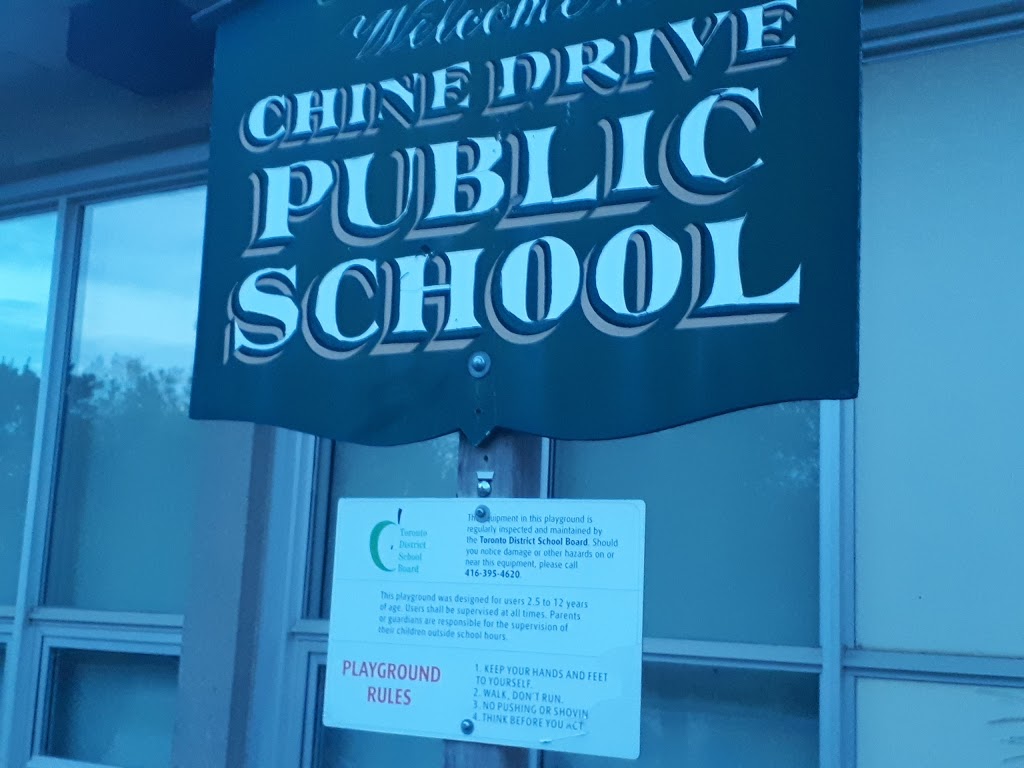 Welcome
CHINE DRIVE
PUBLIC
SCHOOL
Toronto
District
School
Board
The equipment in this playground is
regularly inspected and maintained by
the Toronto District School Board. Should
you notice damage or other hazards on or
near this equipment, please call
416-395-4620.
This playground was designed for users 2.5 to 12 years
of age. Users shall be supervised at all times. Parents
or guardians are responsible for the supervision of
their children outside school hours.
PLAYGROUND
RULES
1. KEEP YOUR HANDS AND FEET
TO YOURSELF.
2. WALK, DON'T RUN.
3. NO PUSHING OR SHOVIN
4. THINK BEFORE YOU ACT